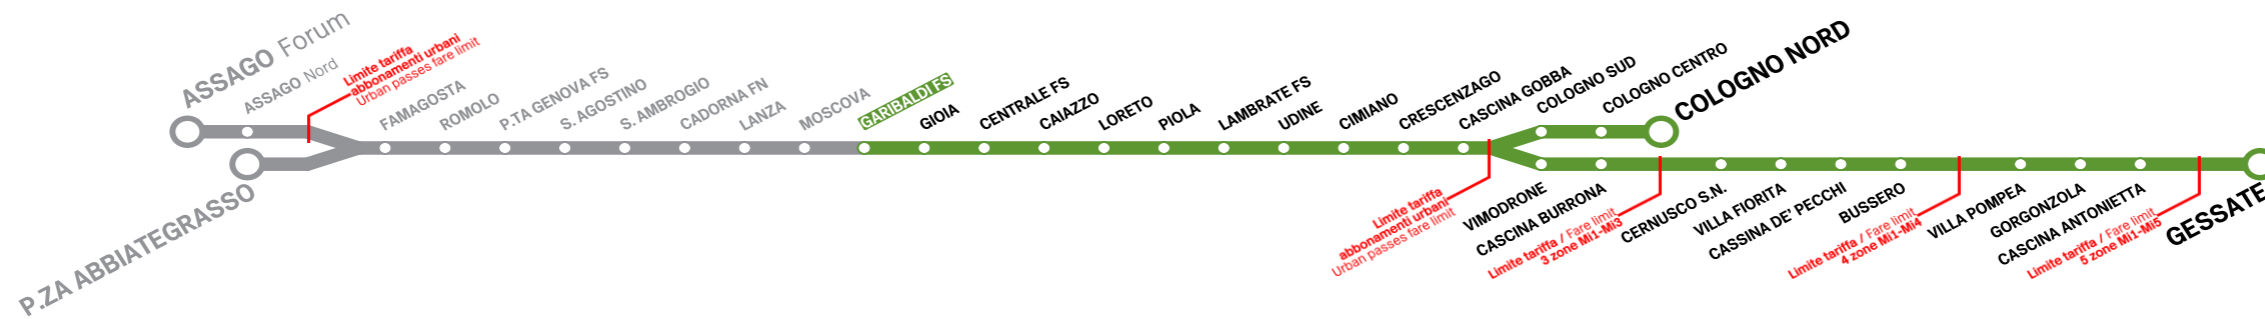 ASSAGO Forum
ASSAGO Nord
Limite tariffa
abbonamenti urbani
Urban passes fare limit
P.ZA ABBIATEGRASSO
FAMAGOSTA
ROMOLO
P.TA GENOVA FS
S. AGOSTINO
S. AMBROGIO
CADORNA FN
LANZA
MOSCOVA
GARIBALDI FS
GIOIA
CENTRALE FS
CAIAZZO
LORETO
PIOLA
LAMBRATE FS
UDINE
CIMIANO
CRESCENZAGO
CASCINA GOBBA
COLOGNO SUD
COLOGNO CENTRO
COLOGNO NORD
Limite tariffa
abbonamenti urbani
Urban passes fare limit
VIMODRONE
CASCINA BURRONA
Limite tariffa / Fare limit
3 zone Mi1-Mi3
CERNUSCO S.N.
VILLA FIORITA
CASSINA DE' PECCHI
BUSSERO
Limite tariffa / Fare limit
4 zone Mi1-Mi4
VILLA POMPEA
GORGONZOLA
CASCINA ANTONIETTA
Limite tariffa / Fare limit
5 zone Mi1-Mi5
GESSATE